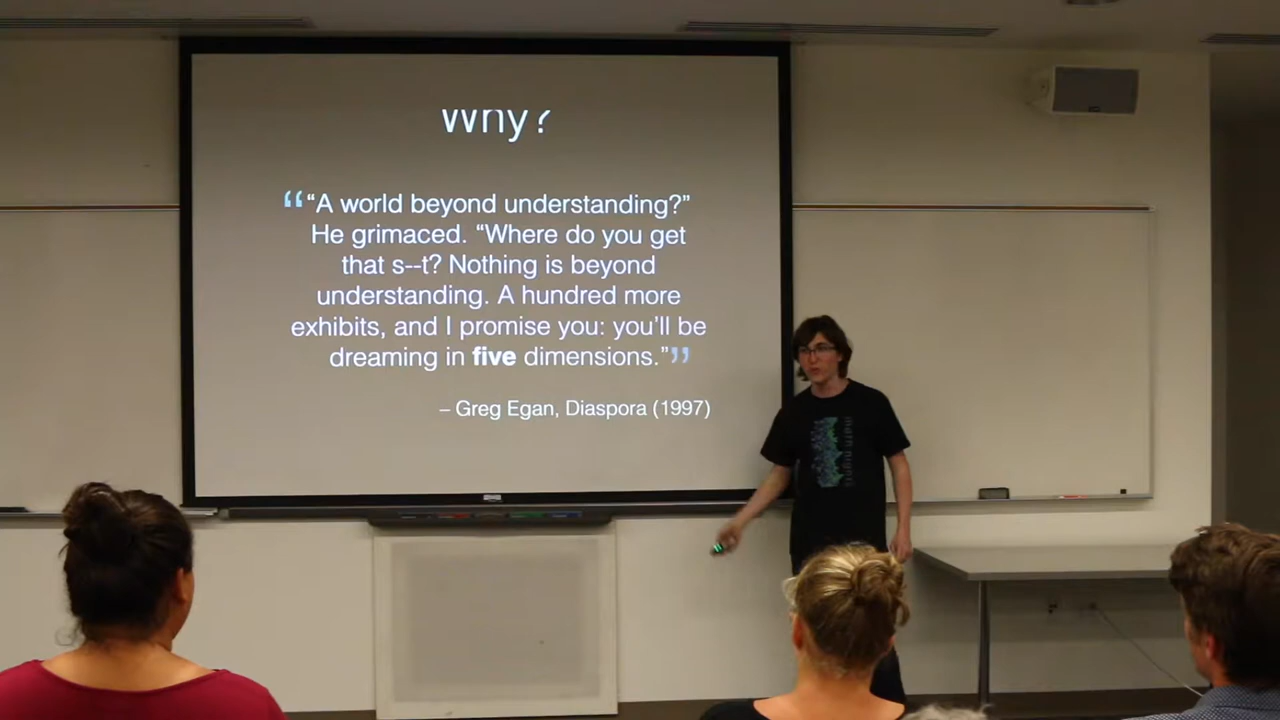 Why?
““A world beyond understanding?”
He grimaced. “Where do you get
that s--t? Nothing is beyond
understanding. A hundred more
exhibits, and I promise you: you’ll be
dreaming in five dimensions.””
– Greg Egan, Diaspora (1997)